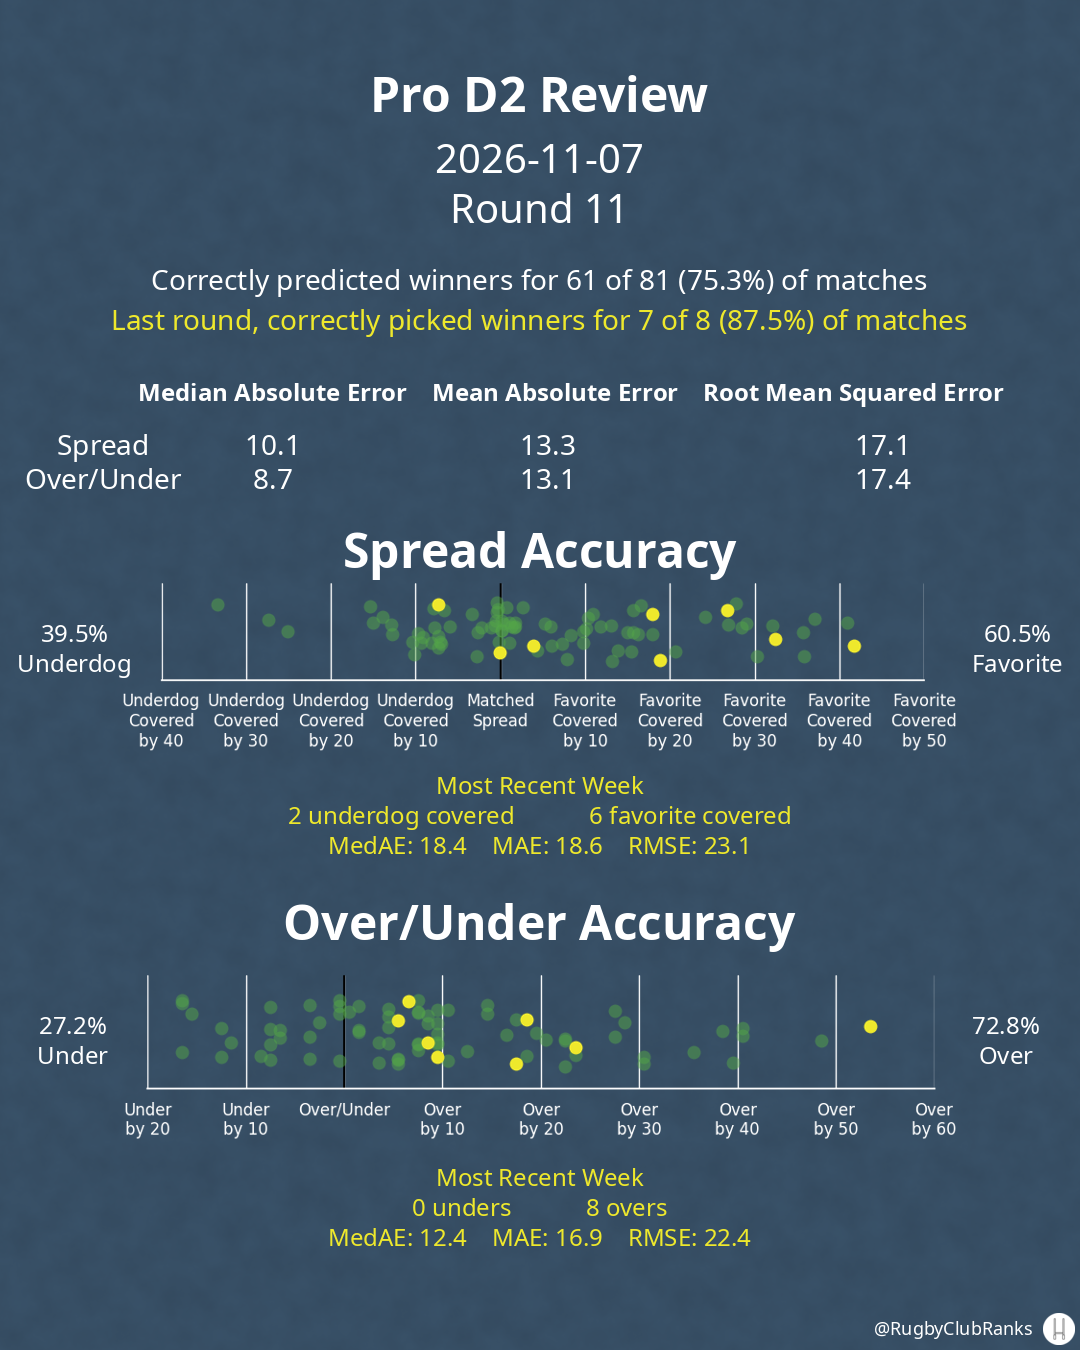 Pro D2 Review
2026-11-07
Round 11
Correctly predicted winners for 61 of 81 (75.3%) of matches
Last round, correctly picked winners for 7 of 8 (87.5%) of matches
Median Absolute Error Mean Absolute Error Root Mean Squared Error
Spread 10.1 13.3 17.1
Over/Under 8.7 13.1 17.4
Spread Accuracy
39.5% Underdog
60.5% Favorite
Underdog Covered by 40
Underdog Covered by 30
Underdog Covered by 20
Underdog Covered by 10
Matched Spread
Favorite Covered by 10
Favorite Covered by 20
Favorite Covered by 30
Favorite Covered by 40
Favorite Covered by 50
Most Recent Week
2 underdog covered 6 favorite covered
MedAE: 18.4 MAE: 18.6 RMSE: 23.1
Over/Under Accuracy
27.2% Under
72.8% Over
Under by 20
Under by 10
Over/Under
Over by 10
Over by 20
Over by 30
Over by 40
Over by 50
Over by 60
Most Recent Week
0 unders 8 overs
MedAE: 12.4 MAE: 16.9 RMSE: 22.4
@RugbyClubRanks